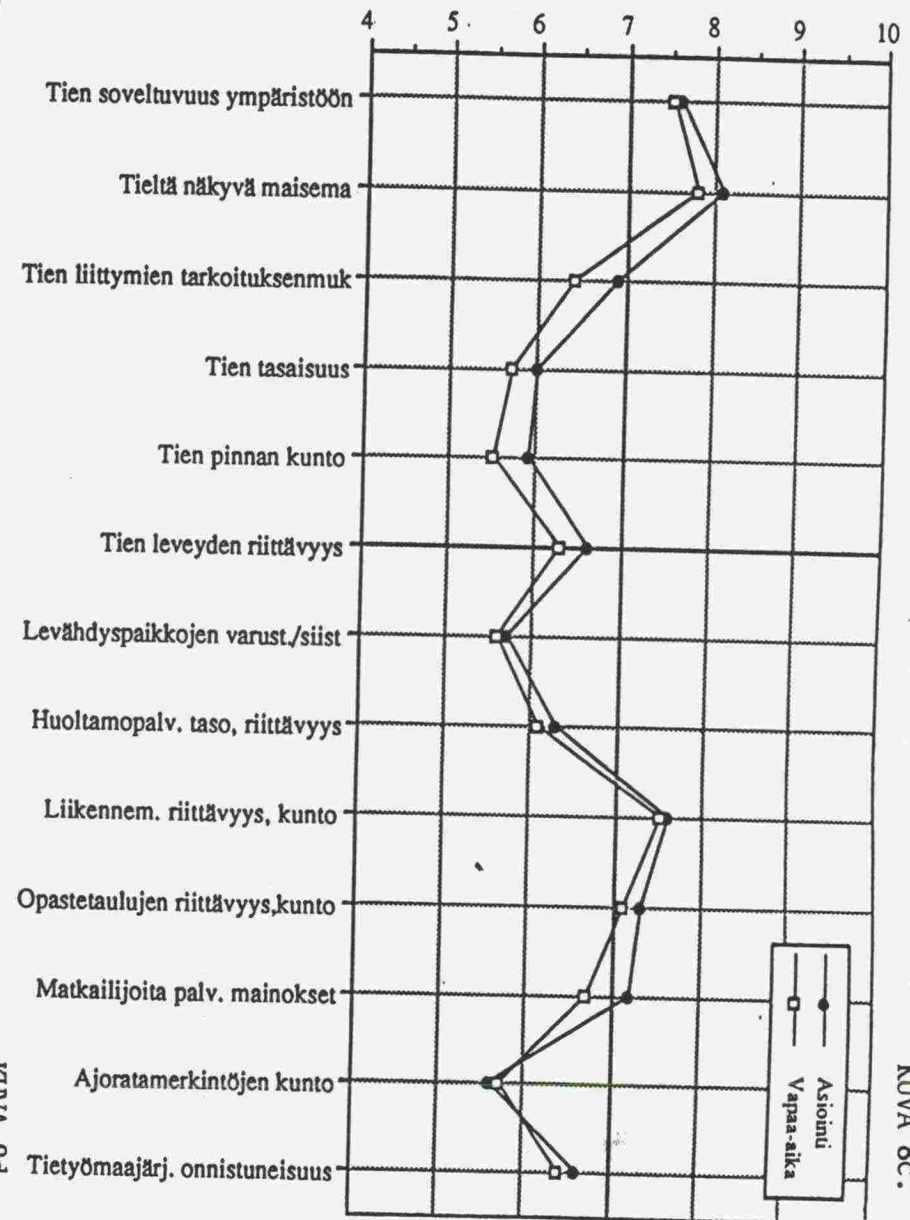 4 5 6 7 8 9 10
Tien soveltuvuus ympäristöön
Tieltä näkyvä maisema
Tien liittymien tarkoituksenmuk
Tien tasaisuus
Tien pinnan kunto
Tien leveyden riittävyys
Levähdyspaikkojen varust./siist
Huoltamopalv. taso, riittävyys
Liikennem. riittävyys, kunto
Opastetaulujen riittävyys,kunto
Matkailijoita palv. mainokset
Ajoratamerkintöjen kunto
Tietyömaajärj. onnistuneisuus
Asiointi
Vapaa-aika
KUVA 8C.